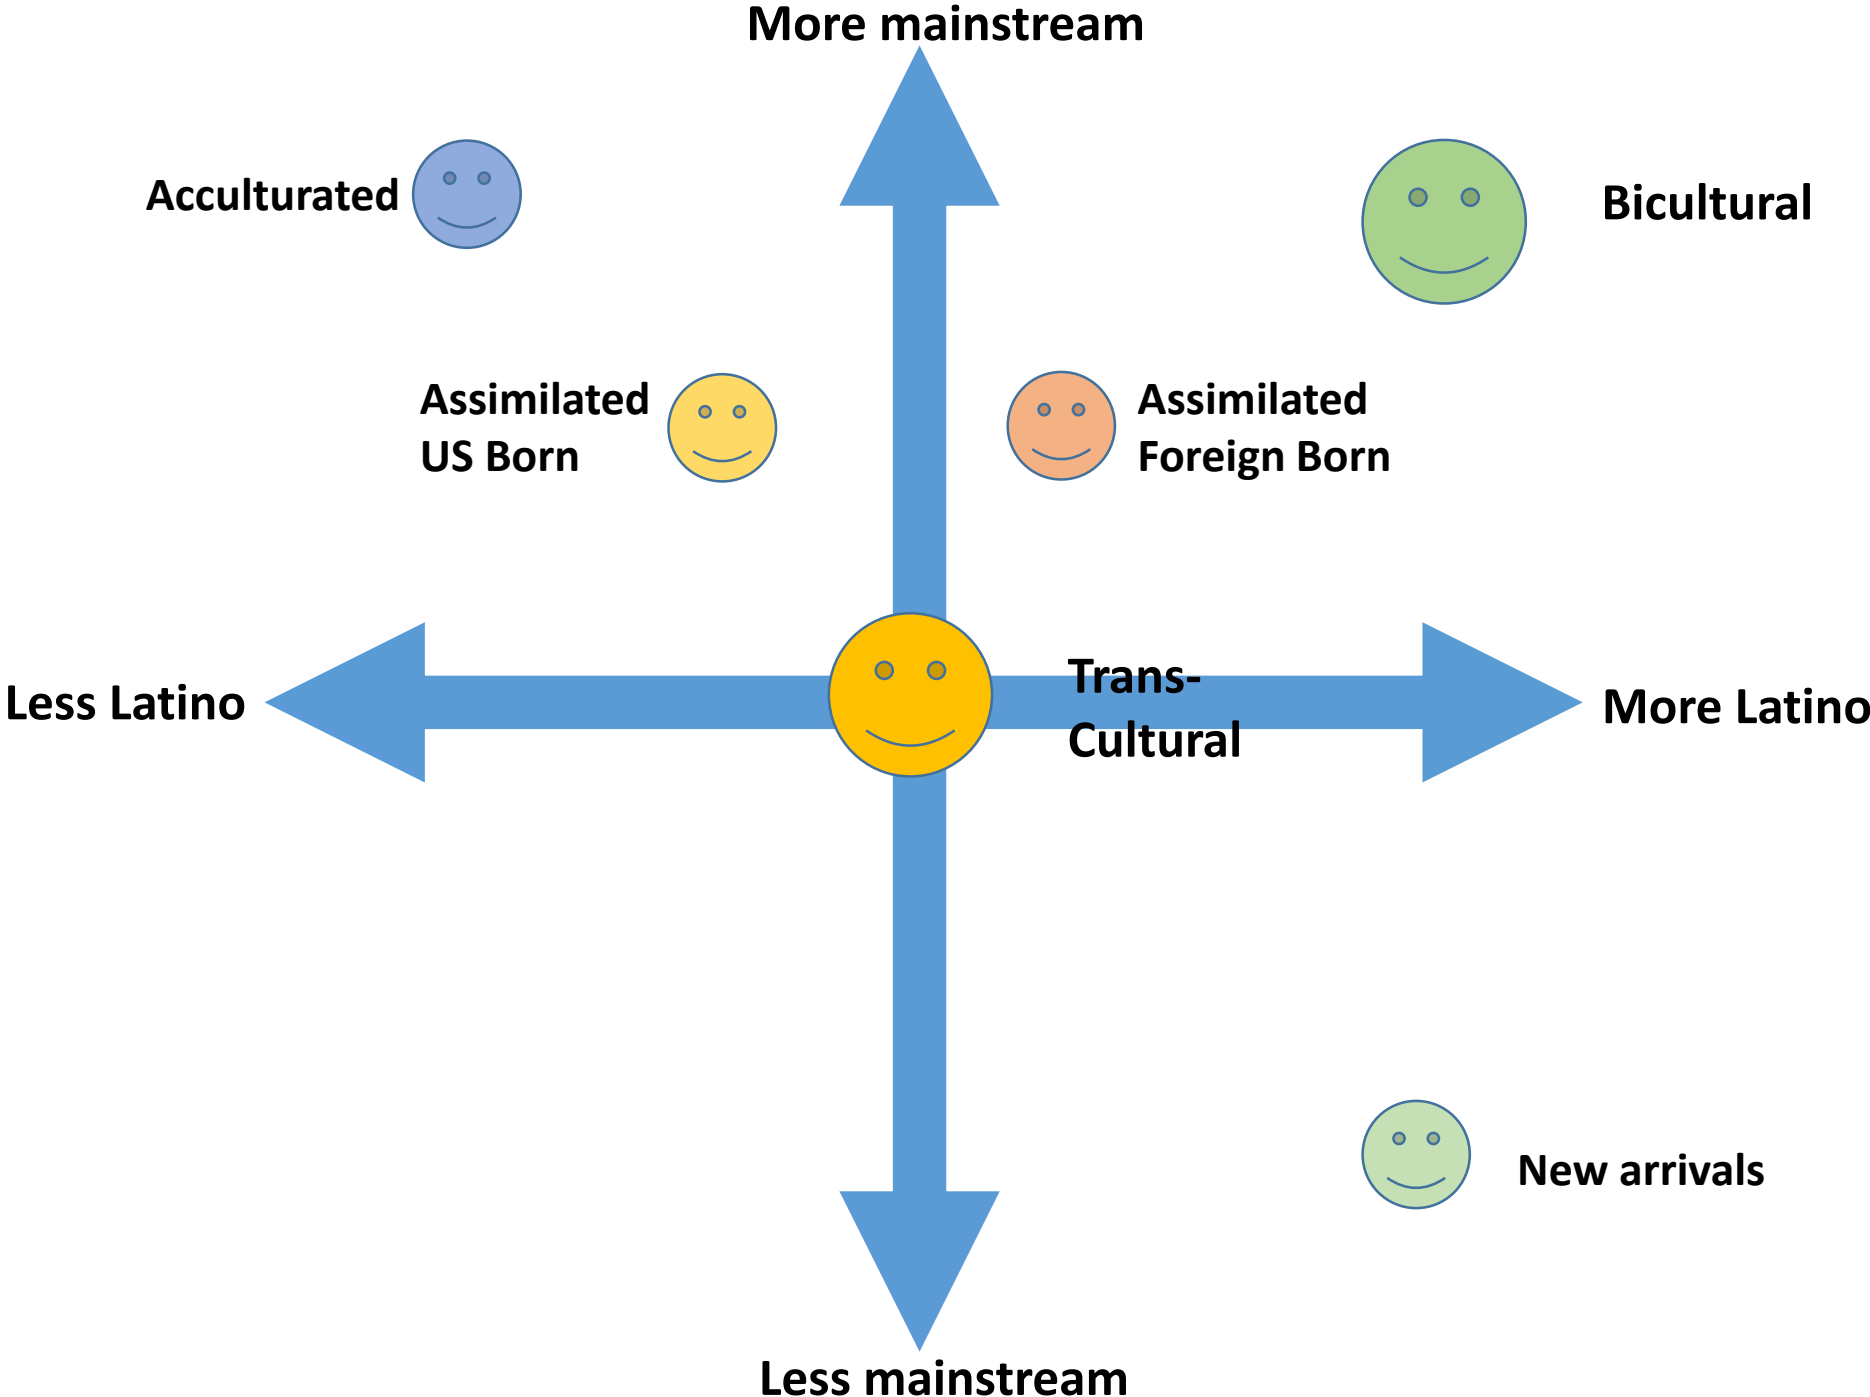 More mainstream
Acculturated
Bicultural
Assimilated
US Born
Assimilated
Foreign Born
Less Latino
Trans-
Cultural
More Latino
New arrivals
Less mainstream